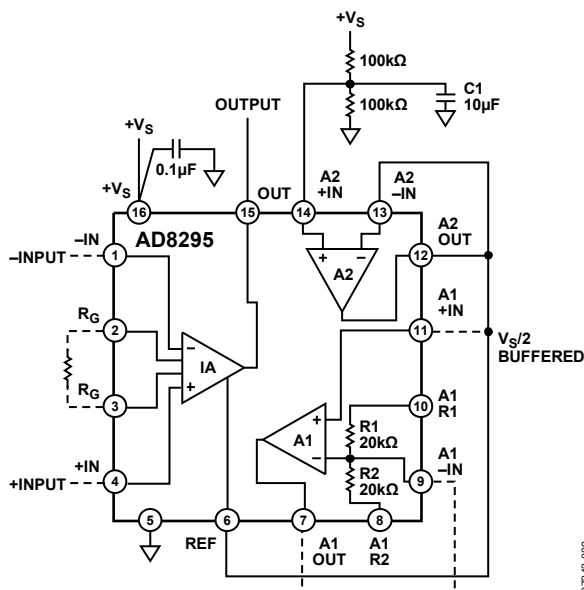 +VS
100kΩ
100kΩ
C1
10µF
OUTPUT
+VS
0.1µF
+VS
OUT
A2
+IN
A2
–IN
16
15
14
13
AD8295
–IN
–INPUT
1
+
–
A2
12
A2
OUT
A1
+IN
11
VS/2
BUFFERED
RG
2
–
IA
+
RG
3
10
A1
R1
+
A1
–
R1
20kΩ
R2
20kΩ
A1
–IN
9
+IN
+INPUT
4
5
6
7
8
REF
A1
OUT
A1
R2